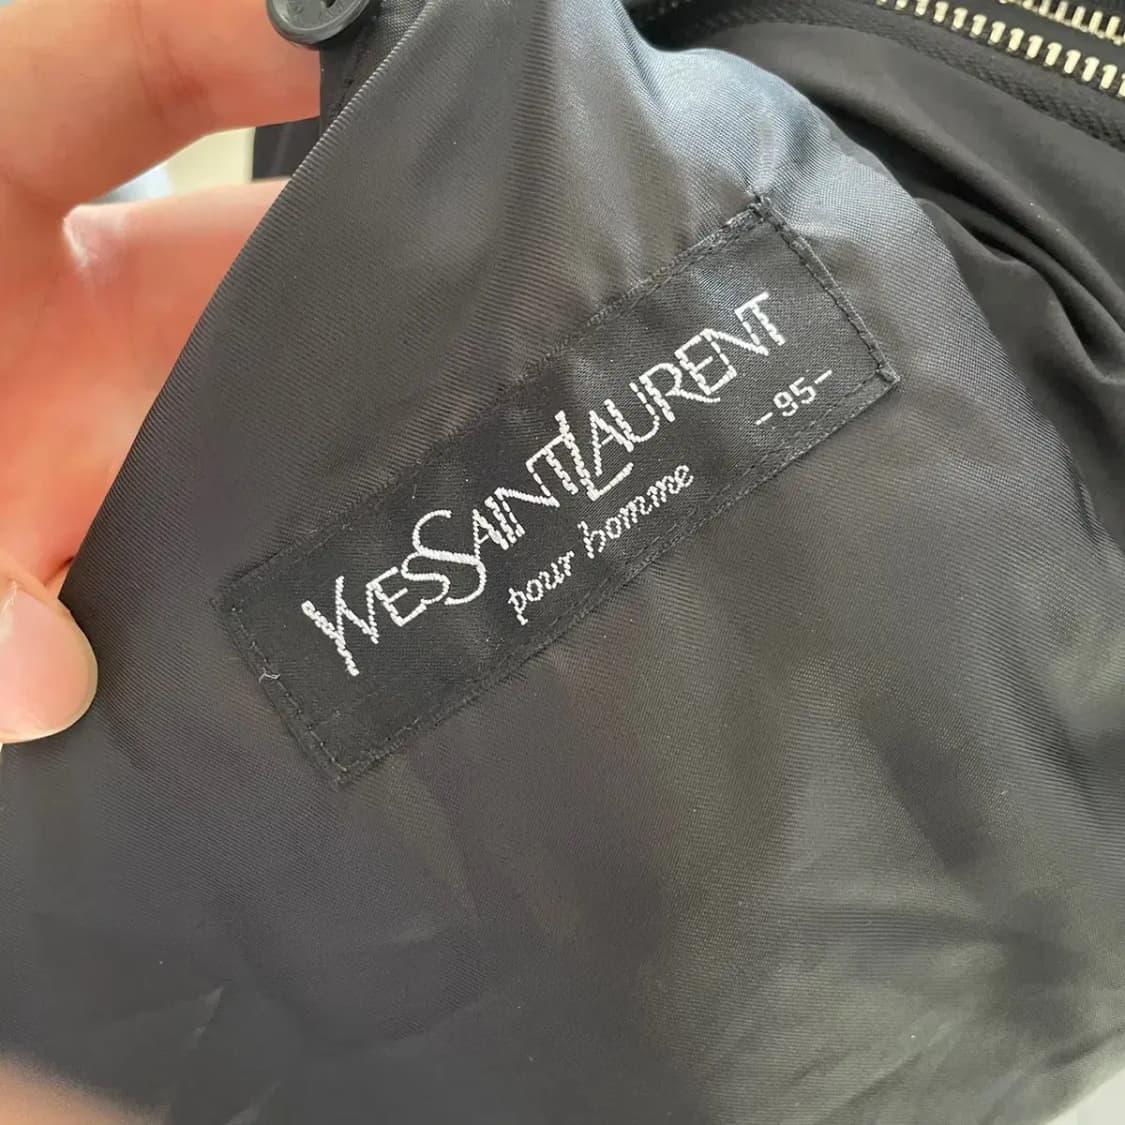 YVESSAINTLAURENT
pour homme
-95-